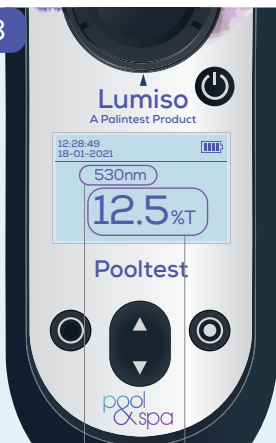 3
Lumiso
A Palintest Product
12:28:49
18-01-2021
530nm
12.5%T
Pooltest
pool
&spa